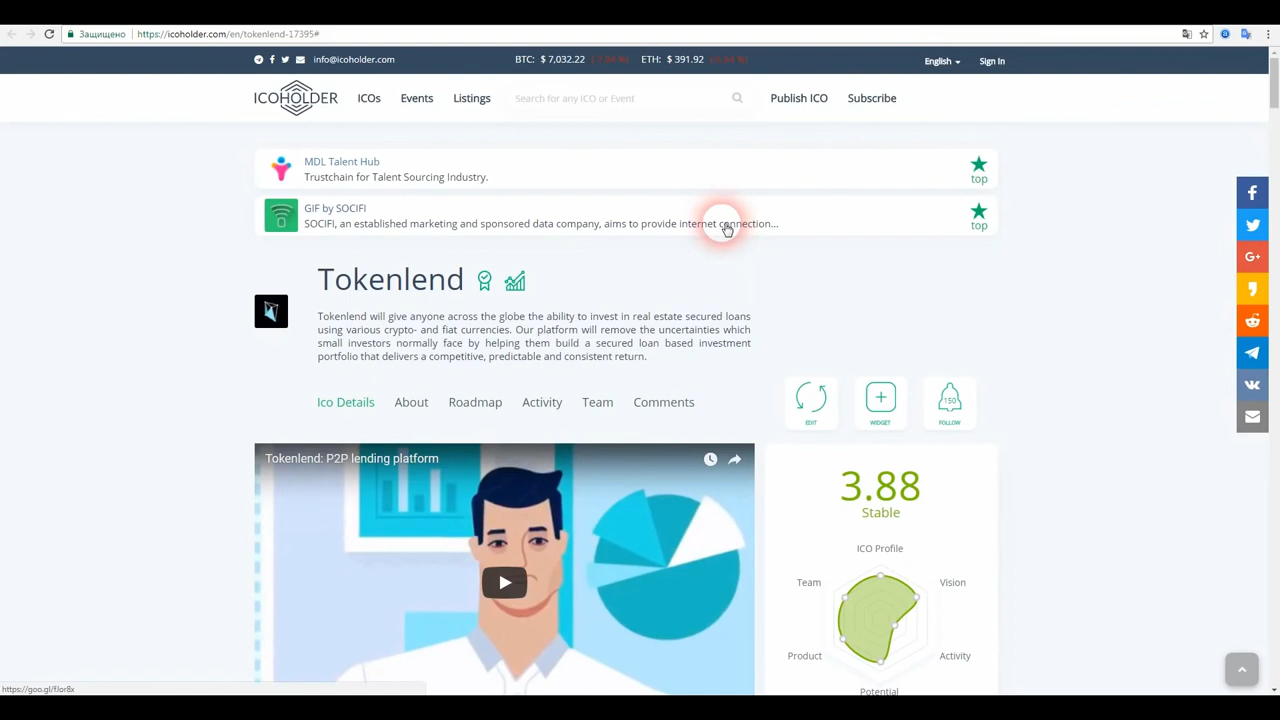 Защищено
https://icoholder.com/en/tokenlend-17395#
info@icoholder.com
BTC: $ 7,032.22
ETH: $ 391.92
English
Sign In
ICOHOLDER
ICOs
Events
Listings
Search for any ICO or Event
Publish ICO
Subscribe
MDL Talent Hub
Trustchain for Talent Sourcing Industry.
top
GIF by SOCIFI
SOCIFI, an established marketing and sponsored data company, aims to provide internet connection...
top
Tokenlend
Tokenlend will give anyone across the globe the ability to invest in real estate secured loans
using various crypto- and fiat currencies. Our platform will remove the uncertainties which
small investors normally face by helping them build a secured loan based investment
portfolio that delivers a competitive, predictable and consistent return.
Ico Details
About
Roadmap
Activity
Team
Comments
EDIT
WIDGET
150
FOLLOW
Tokenlend: P2P lending platform
3.88
Stable
ICO Profile
Team
Vision
Product
Activity
Potential
https://goo.gl/fJor8x